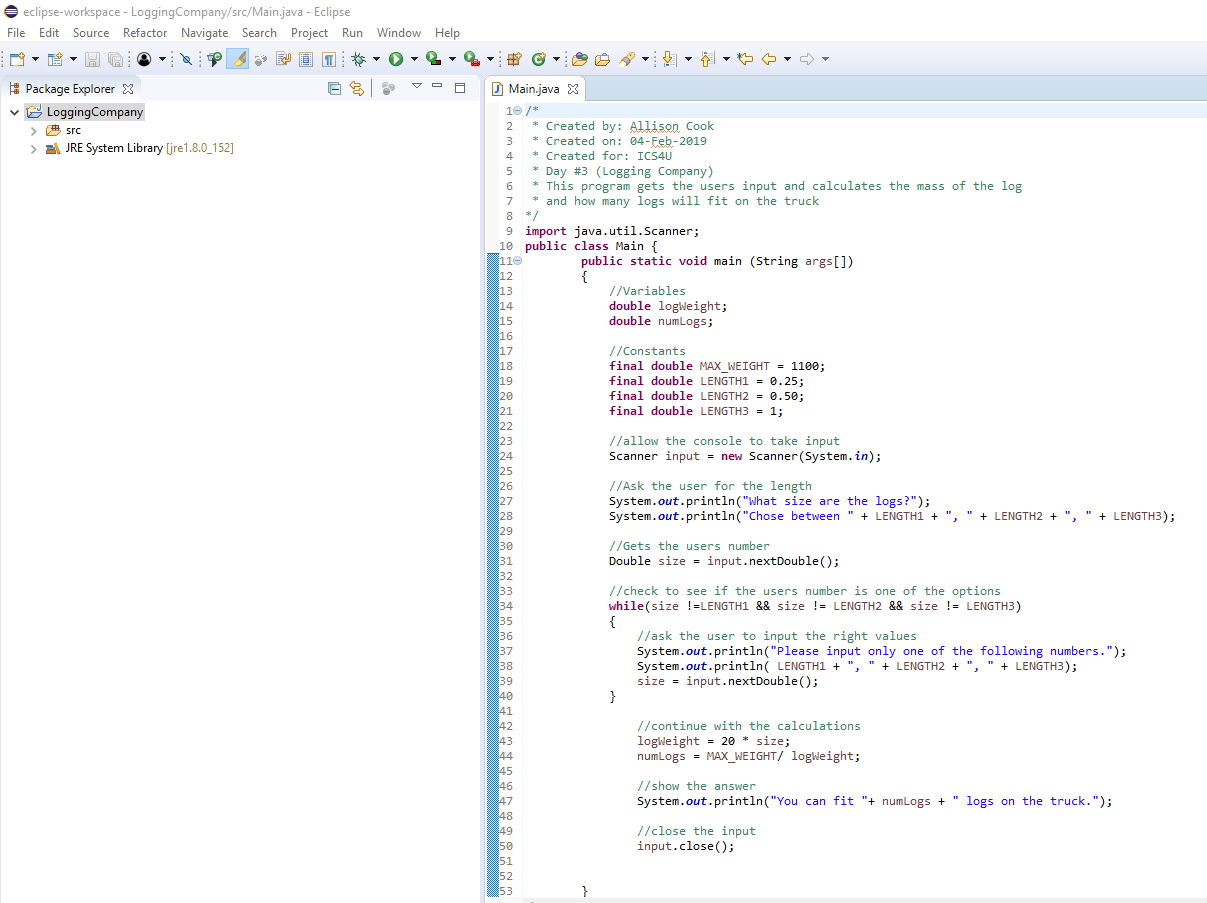 eclipse-workspace - LoggingCompany/src/Main.java - Eclipse
File Edit Source Refactor Navigate Search Project Run Window Help
Package Explorer
LoggingCompany
src
JRE System Library [jre1.8.0_152]
Main.java
1 /*
2 * Created by: Allison Cook
3 * Created on: 04-Feb-2019
4 * Created for: ICS4U
5 * Day #3 (Logging Company)
6 * This program gets the users input and calculates the mass of the log
7 * and how many logs will fit on the truck
8 */
9 import java.util.Scanner;
10 public class Main {
11 public static void main (String args[])
12 {
13 //Variables
14 double logWeight;
15 double numLogs;
16
17 //Constants
18 final double MAX_WEIGHT = 1100;
19 final double LENGTH1 = 0.25;
20 final double LENGTH2 = 0.50;
21 final double LENGTH3 = 1;
22
23 //allow the console to take input
24 Scanner input = new Scanner(System.in);
25
26 //Ask the user for the length
27 System.out.println("What size are the logs?");
28 System.out.println("Chose between " + LENGTH1 + ", " + LENGTH2 + ", " + LENGTH3);
29
30 //Gets the users number
31 Double size = input.nextDouble();
32
33 //check to see if the users number is one of the options
34 while(size !=LENGTH1 && size != LENGTH2 && size != LENGTH3)
35 {
36 //ask the user to input the right values
37 System.out.println("Please input only one of the following numbers.");
38 System.out.println( LENGTH1 + ", " + LENGTH2 + ", " + LENGTH3);
39 size = input.nextDouble();
40 }
41
42 //continue with the calculations
43 logWeight = 20 * size;
44 numLogs = MAX_WEIGHT/ logWeight;
45
46 //show the answer
47 System.out.println("You can fit "+ numLogs + " logs on the truck.");
48
49 //close the input
50 input.close();
51
52
53 }